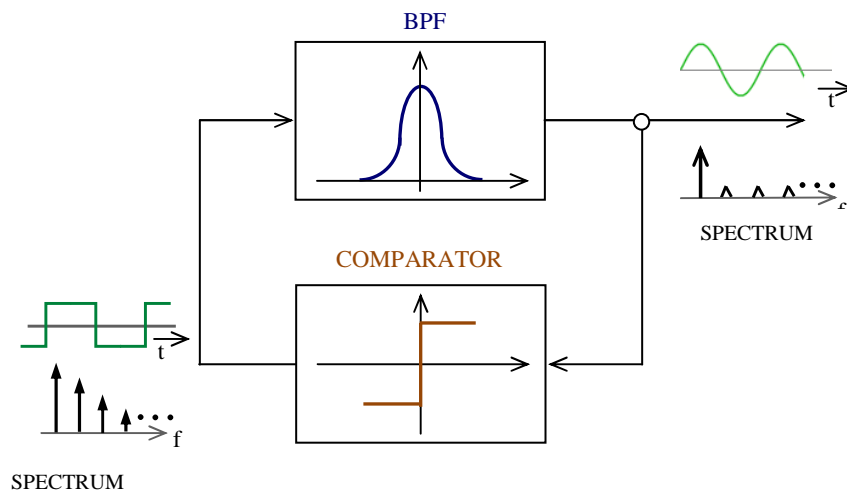 BPF
t
f
SPECTRUM
COMPARATOR
t
f
SPECTRUM